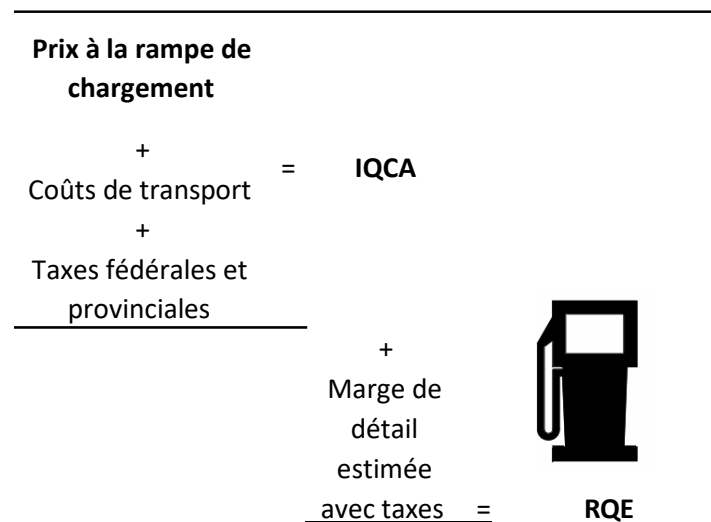 Prix à la rampe de
chargement
+
= IQCA
Coûts de transport
+
Taxes fédérales et
provinciales
+
Marge de
détail
estimée
avec taxes = RQE